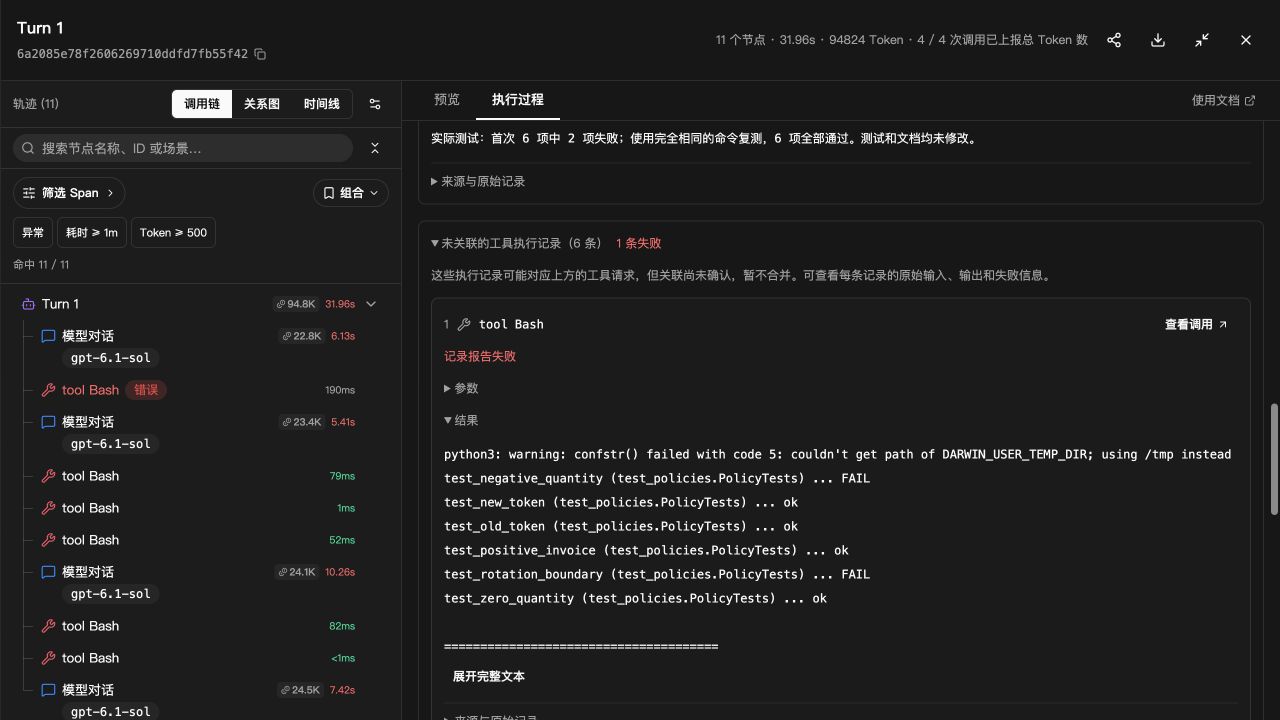 Turn 1
6a2085e78f2606269710ddfd7fb55f42
11 个节点 · 31.96s · 94824 Token · 4 / 4 次调用已上报总 Token 数
轨迹 (11)
调用链
关系图
时间线
搜索节点名称、ID 或场景…
筛选 Span
组合
异常
耗时 ≥ 1m
Token ≥ 500
命中 11 / 11
Turn 1 94.8K 31.96s
模型对话 22.8K 6.13s
gpt-6.1-sol
tool Bash 错误 190ms
模型对话 23.4K 5.41s
gpt-6.1-sol
tool Bash 79ms
tool Bash 1ms
tool Bash 52ms
模型对话 24.1K 10.26s
gpt-6.1-sol
tool Bash 82ms
tool Bash <1ms
模型对话 24.5K 7.42s
gpt-6.1-sol
预览
执行过程
使用文档
实际测试：首次 6 项中 2 项失败；使用完全相同的命令复测，6 项全部通过。测试和文档均未修改。
来源与原始记录
未关联的工具执行记录（6 条） 1 条失败
这些执行记录可能对应上方的工具请求，但关联尚未确认，暂不合并。可查看每条记录的原始输入、输出和失败信息。
1 tool Bash
查看调用
记录报告失败
参数
结果
python3: warning: confstr() failed with code 5: couldn't get path of DARWIN_USER_TEMP_DIR; using /tmp instead
test_negative_quantity (test_policies.PolicyTests) ... FAIL
test_new_token (test_policies.PolicyTests) ... ok
test_old_token (test_policies.PolicyTests) ... ok
test_positive_invoice (test_policies.PolicyTests) ... ok
test_rotation_boundary (test_policies.PolicyTests) ... FAIL
test_zero_quantity (test_policies.PolicyTests) ... ok
======================================
展开完整文本
来源与原始记录